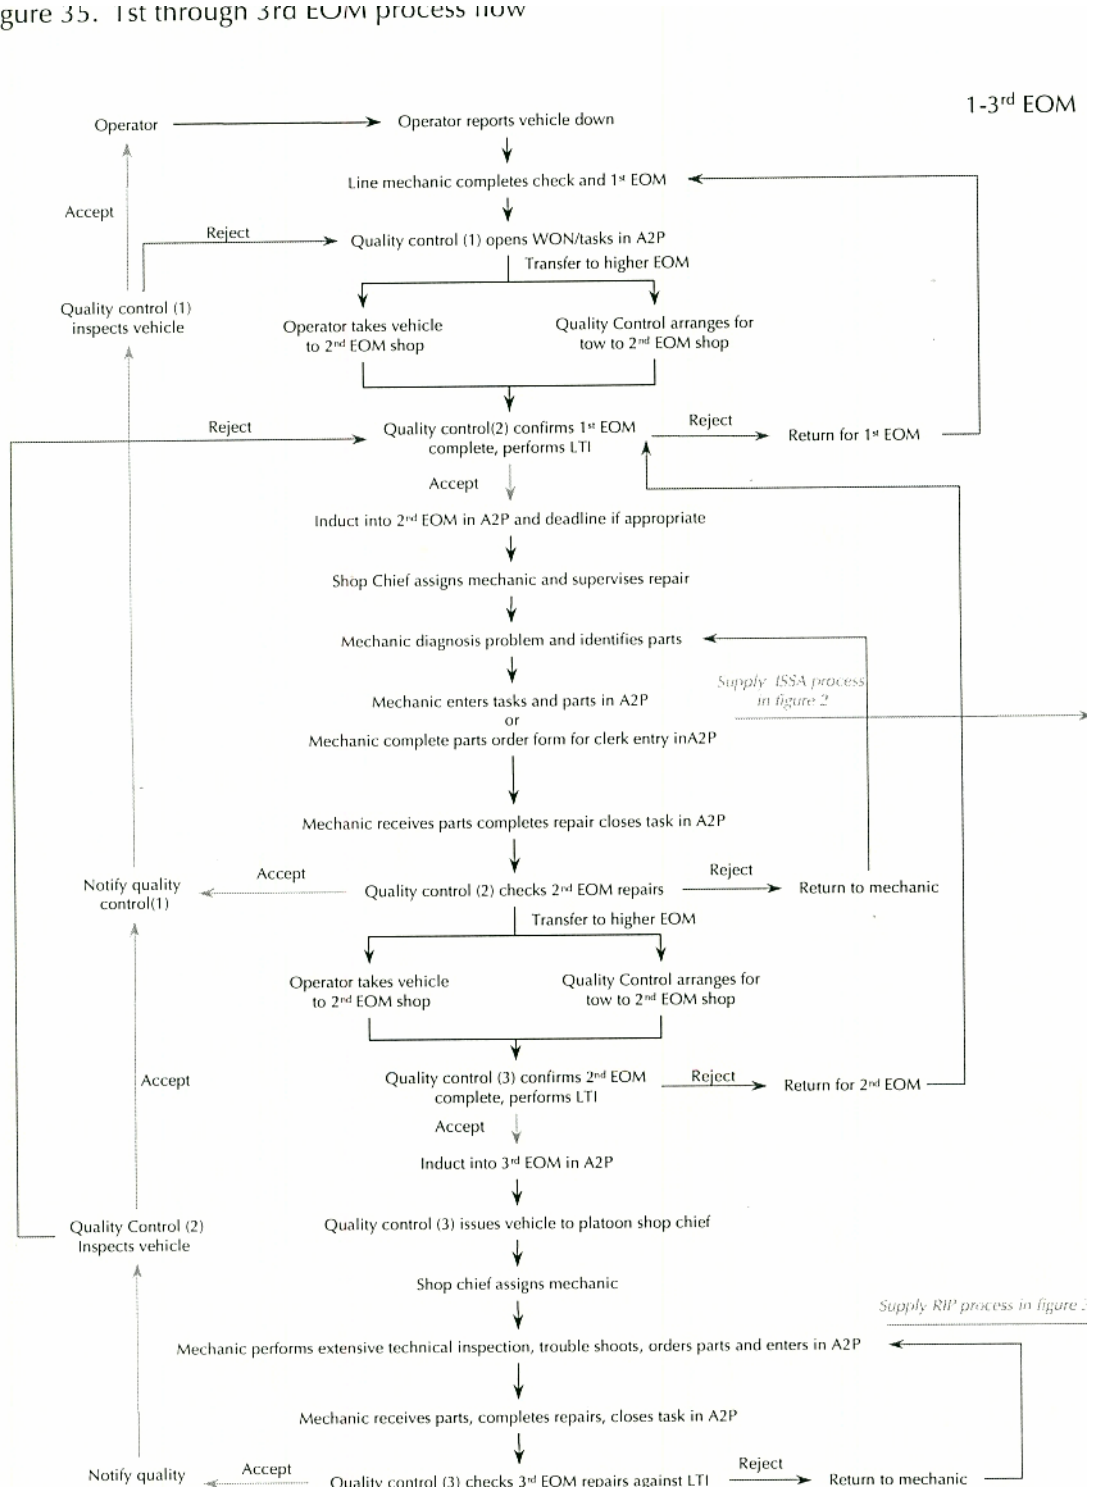 gure 35. 1st through 3rd EOM process flow
1-3rd EOM
Operator
Operator reports vehicle down
Line mechanic completes check and 1st EOM
Accept
Reject
Quality control (1) opens WON/tasks in A2P
Transfer to higher EOM
Quality control (1)
inspects vehicle
Operator takes vehicle
to 2nd EOM shop
Quality Control arranges for
tow to 2nd EOM shop
Reject
Quality control(2) confirms 1st EOM
complete, performs LTI
Reject
Return for 1st EOM
Accept
Induct into 2nd EOM in A2P and deadline if appropriate
Shop Chief assigns mechanic and supervises repair
Mechanic diagnosis problem and identifies parts
Supply ISSA process
in figure 2
Mechanic enters tasks and parts in A2P
or
Mechanic complete parts order form for clerk entry inA2P
Mechanic receives parts completes repair closes task in A2P
Notify quality
control(1)
Accept
Quality control (2) checks 2nd EOM repairs
Reject
Return to mechanic
Transfer to higher EOM
Operator takes vehicle
to 2nd EOM shop
Quality Control arranges for
tow to 2nd EOM shop
Accept
Quality control (3) confirms 2nd EOM
complete, performs LTI
Reject
Return for 2nd EOM
Accept
Induct into 3rd EOM in A2P
Quality Control (2)
Inspects vehicle
Quality control (3) issues vehicle to platoon shop chief
Shop chief assigns mechanic
Supply RIP process in figure
Mechanic performs extensive technical inspection, trouble shoots, orders parts and enters in A2P
Mechanic receives parts, completes repairs, closes task in A2P
Notify quality
Accept
Quality control (3) checks 3rd EOM repairs against LTI
Reject
Return to mechanic